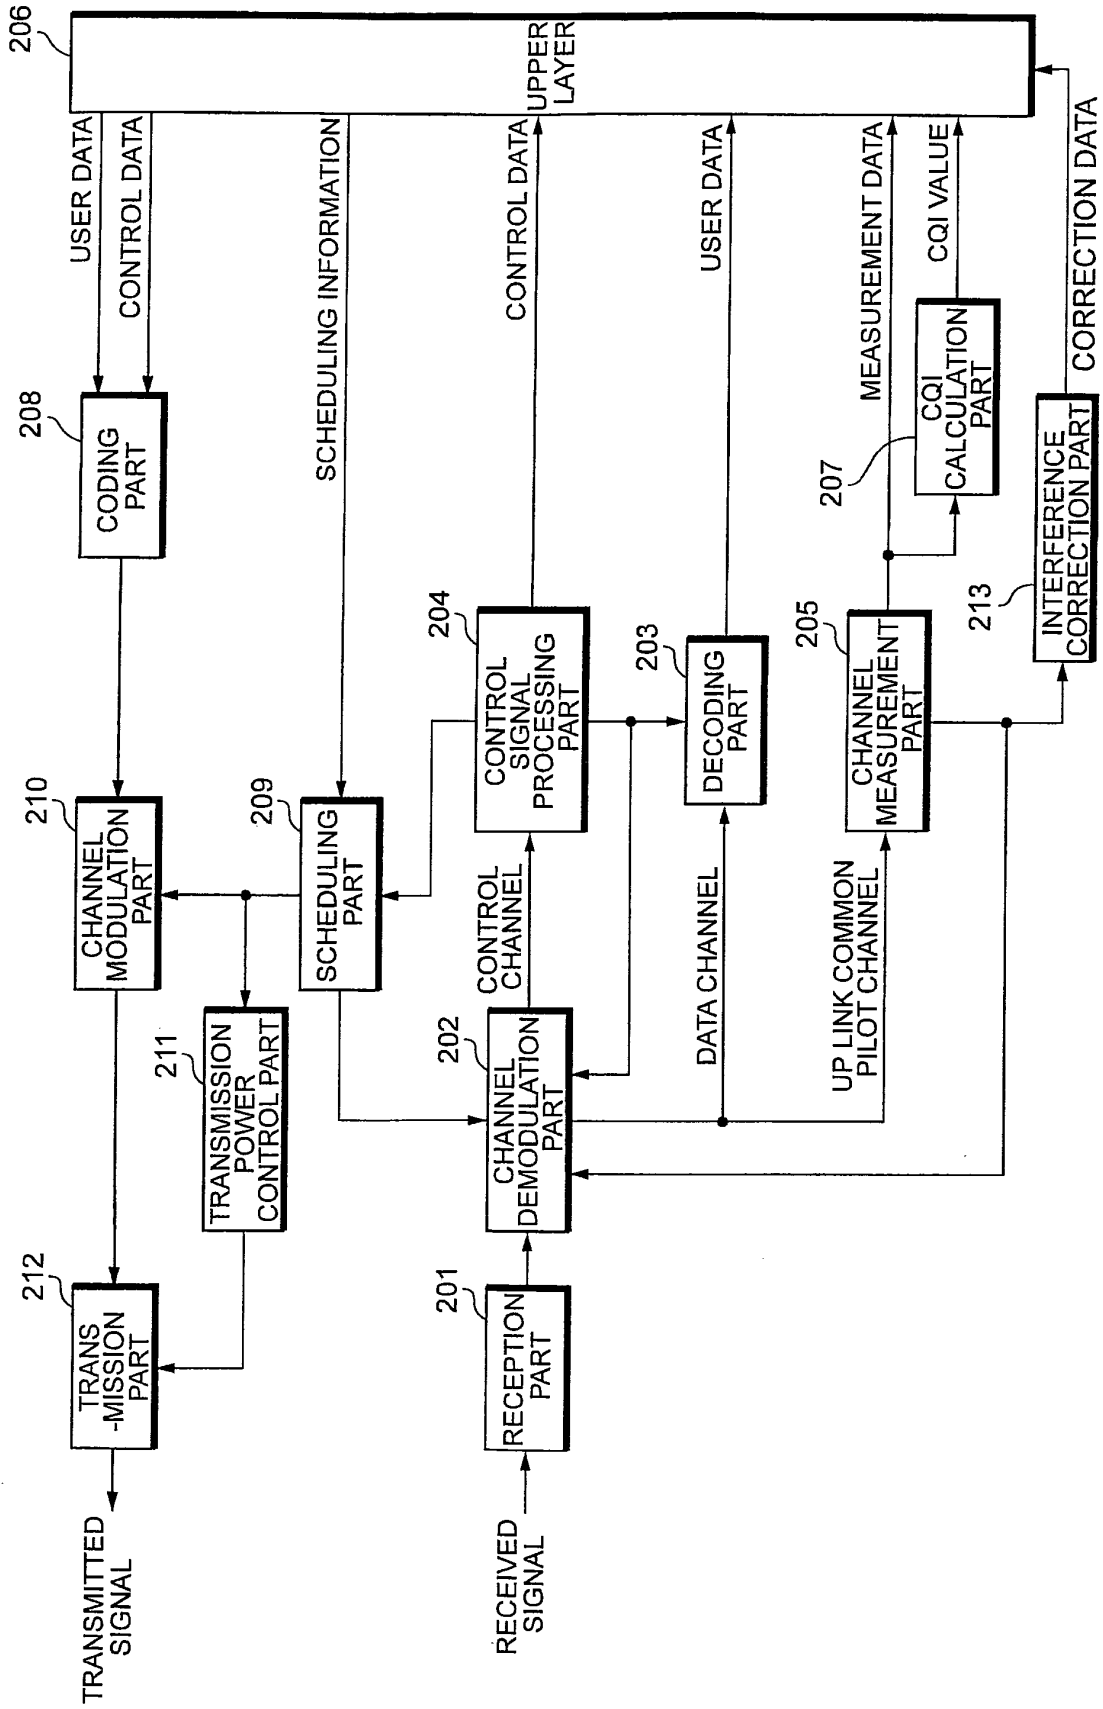 206
UPPER
LAYER
USER DATA
CONTROL DATA
SCHEDULING INFORMATION
CONTROL DATA
USER DATA
MEASUREMENT DATA
CQI VALUE
CORRECTION DATA
208
CODING
PART
207
CQI
CALCULATION
PART
213
INTERFERENCE
CORRECTION PART
204
CONTROL
SIGNAL
PROCESSING
PART
203
DECODING
PART
205
CHANNEL
MEASUREMENT
PART
210
CHANNEL
MODULATION
PART
209
SCHEDULING
PART
CONTROL
CHANNEL
DATA CHANNEL
UP LINK COMMON
PILOT CHANNEL
211
TRANSMISSION
POWER
CONTROL PART
202
CHANNEL
DEMODULATION
PART
212
TRANS
-MISSION
PART
201
RECEPTION
PART
TRANSMITTED
SIGNAL
RECEIVED
SIGNAL